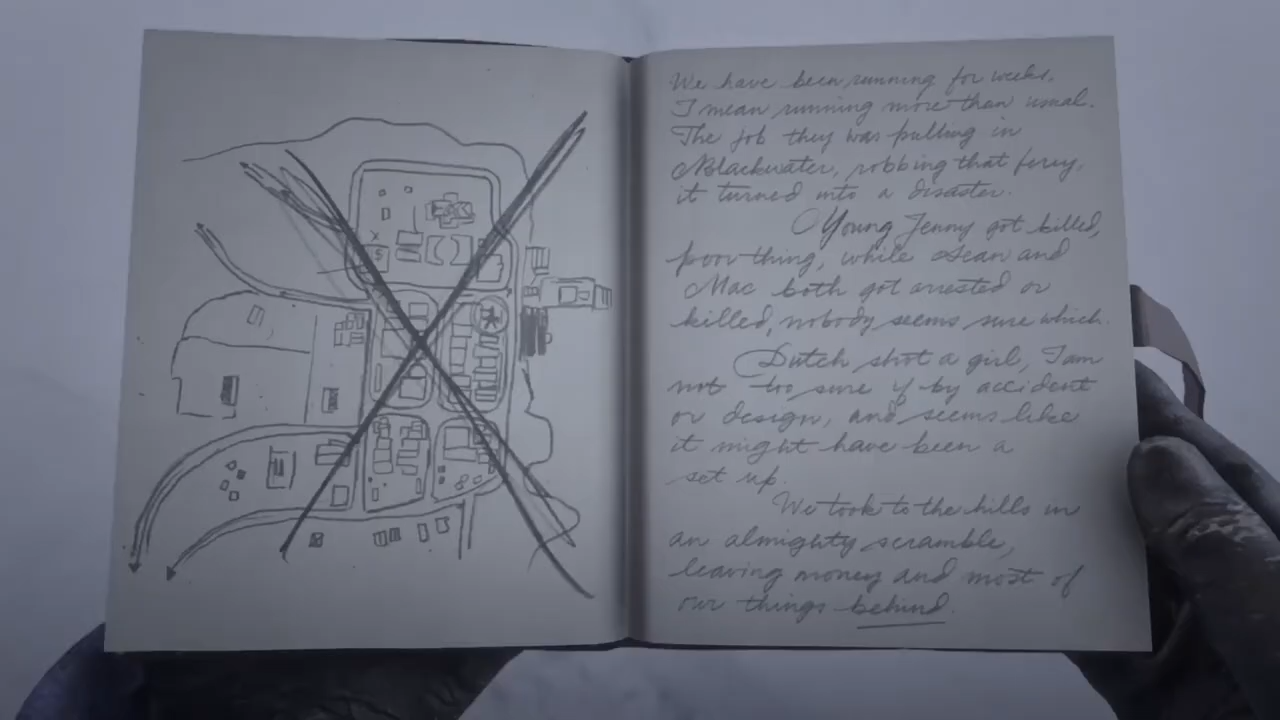 We have been running for weeks.
I mean running more than usual.
The job they was pulling in
Blackwater, robbing that ferry,
it turned into a disaster.
Young Jenny got killed,
poor thing, while Sean and
Mac both got arrested or
killed, nobody seems sure which.
Dutch shot a girl, I am
not too sure if by accident
or design, and seems like
it might have been a
set up.
We took to the hills in
an almighty scramble,
leaving money and most of
our things behind.